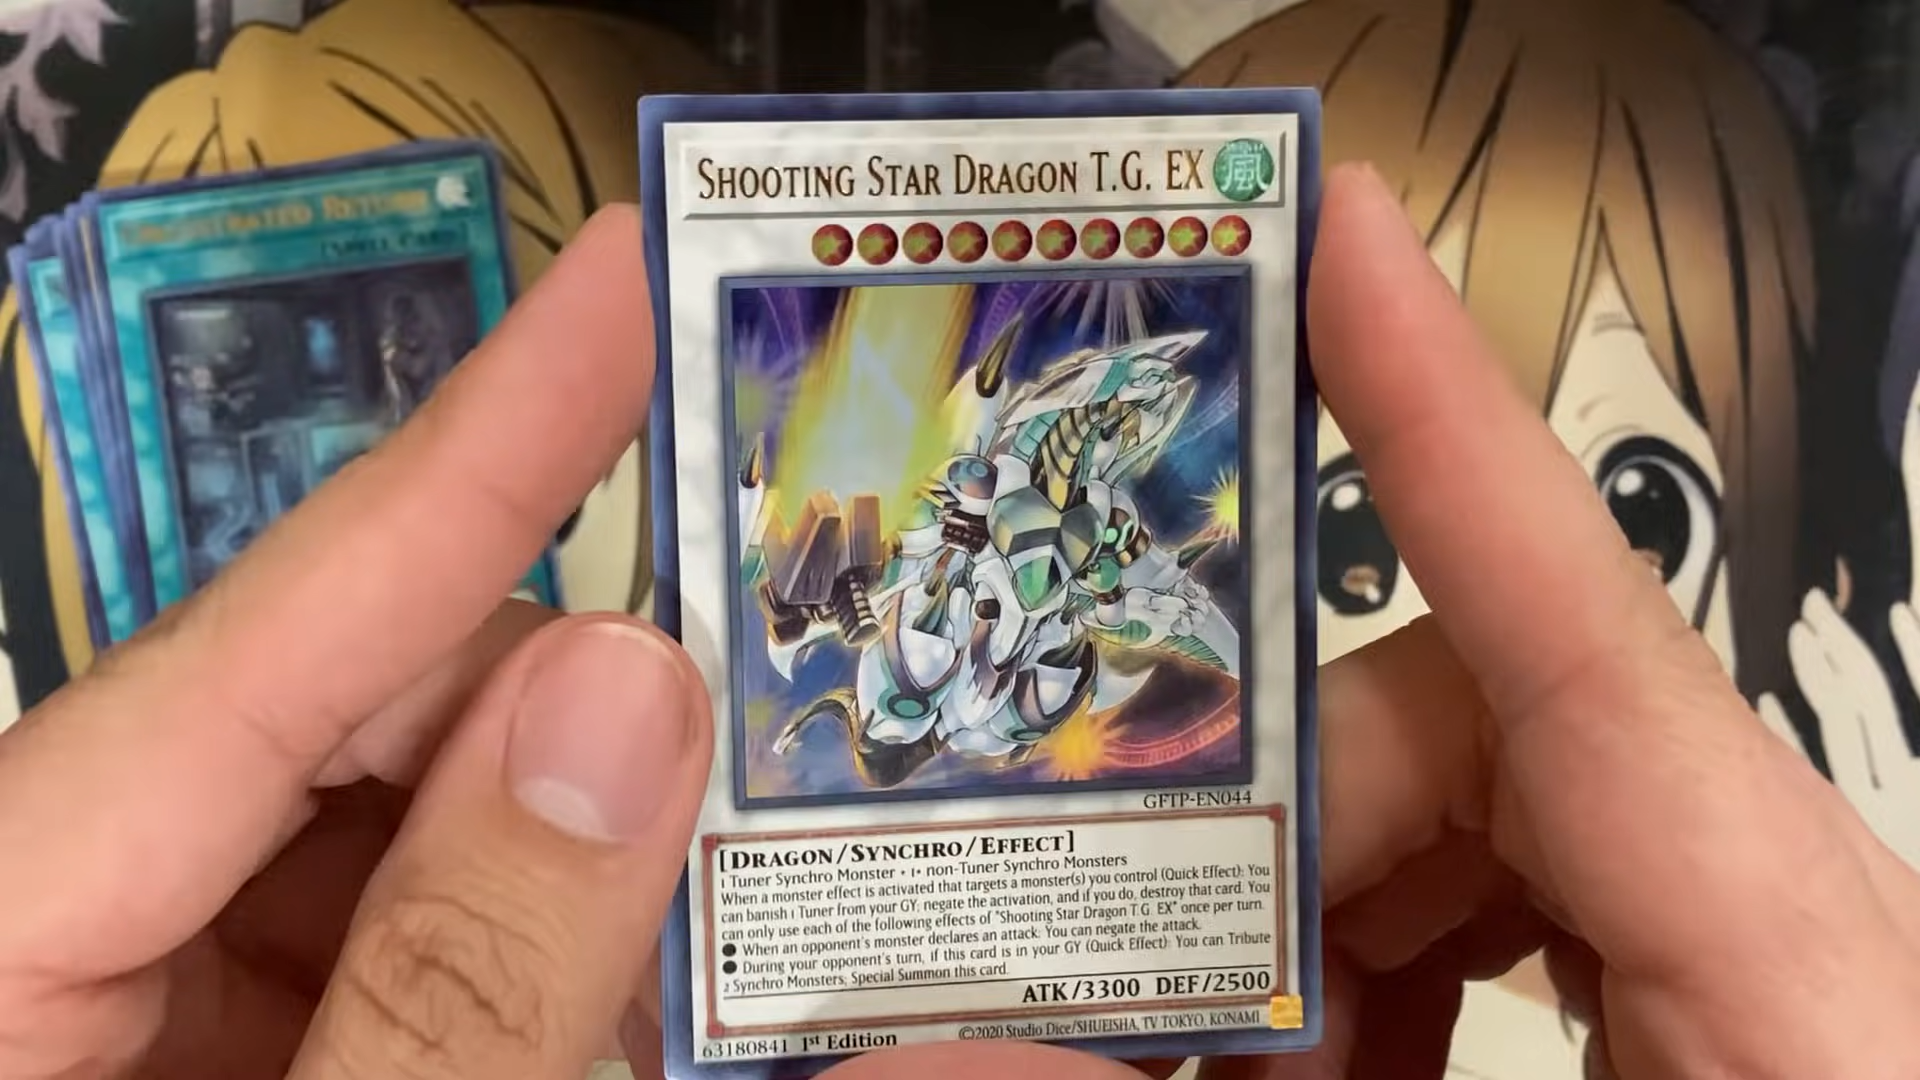 SHOOTING STAR DRAGON T.G. EX
風
RETURN
[SPELL CARD]
GFTP-EN044
[DRAGON/SYNCHRO/EFFECT]
1 Tuner Synchro Monster + 1+ non-Tuner Synchro Monsters
When a monster effect is activated that targets a monster(s) you control (Quick Effect): You
can banish 1 Tuner from your GY; negate the activation, and if you do, destroy that card. You
can only use each of the following effects of "Shooting Star Dragon T.G. EX" once per turn.
● When an opponent's monster declares an attack: You can negate the attack.
● During your opponent's turn, if this card is in your GY (Quick Effect): You can Tribute
2 Synchro Monsters; Special Summon this card.
ATK/3300 DEF/2500
63180841 1st Edition
©2020 Studio Dice/SHUEISHA, TV TOKYO, KONAMI